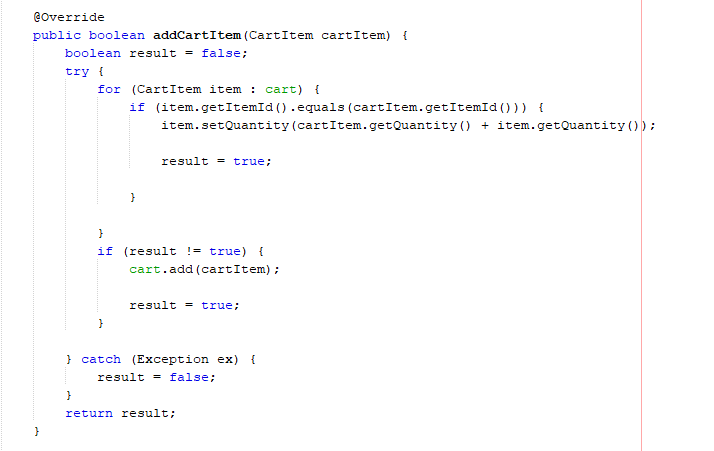 @Override
public boolean addCartItem(CartItem cartItem) {
    boolean result = false;
    try {
        for (CartItem item : cart) {
            if (item.getItemId().equals(cartItem.getItemId())) {
                item.setQuantity(cartItem.getQuantity() + item.getQuantity());
                result = true;
            }
        }
        if (result != true) {
            cart.add(cartItem);
            result = true;
        }
    } catch (Exception ex) {
        result = false;
    }
    return result;
}